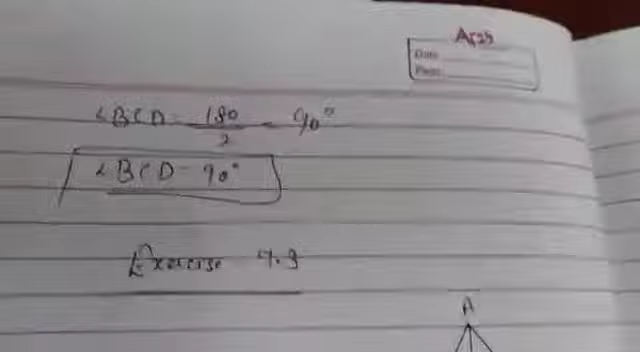 Arsh
Date
Page
∠BCD = 180/2 = 90°
∠BCD = 90°
Exercise 7.3
A